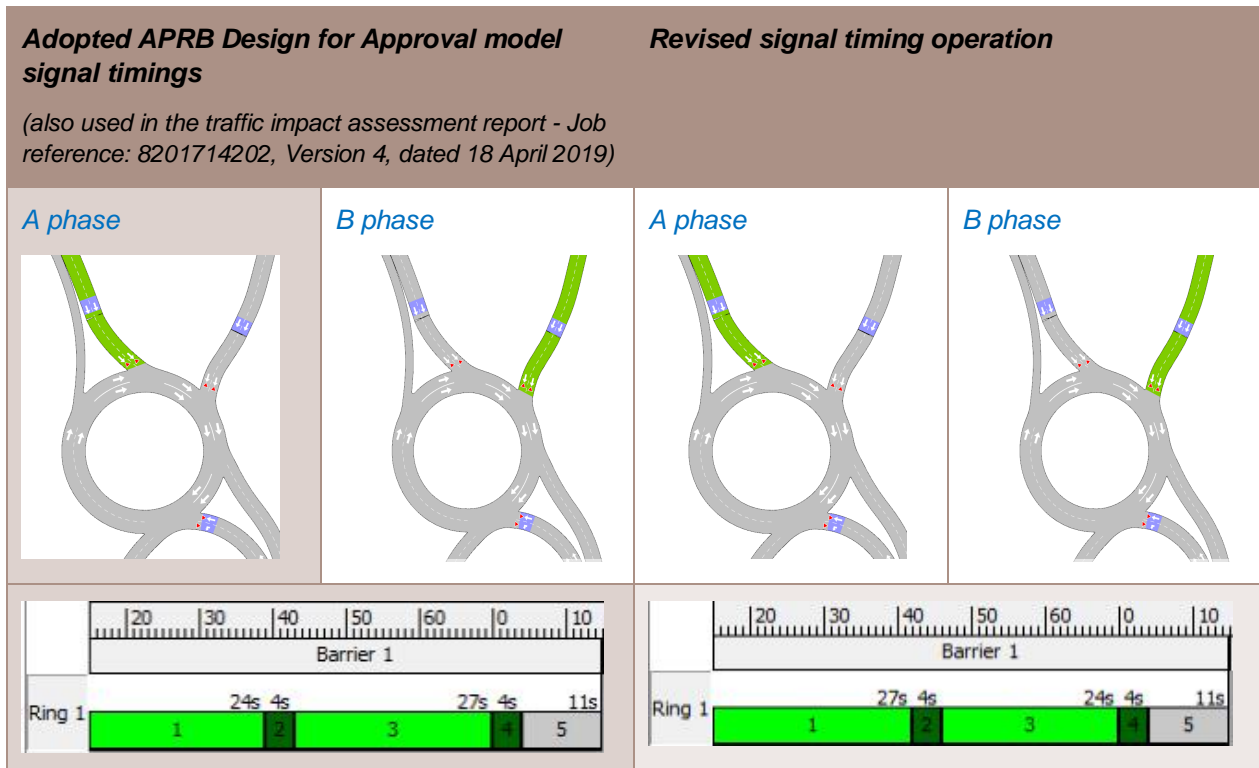 Adopted APRB Design for Approval model
signal timings
(also used in the traffic impact assessment report - Job
reference: 8201714202, Version 4, dated 18 April 2019)
Revised signal timing operation
A phase
B phase
A phase
B phase
20 30 40 50 60 0 10
Barrier 1
24s 4s 27s 4s 11s
Ring 1 1 2 3 4 5
20 30 40 50 60 0 10
Barrier 1
27s 4s 24s 4s 11s
Ring 1 1 2 3 4 5